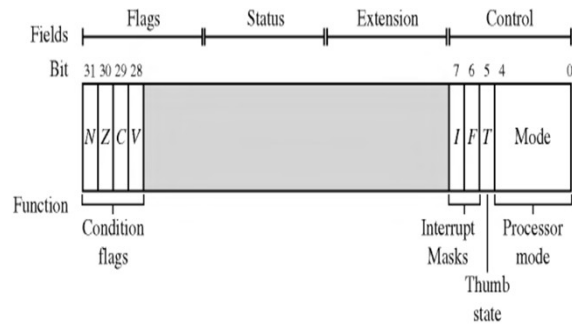 Fields Flags Status Extension Control
Bit 31 30 29 28 7 6 5 4 0
N Z C V I F T Mode
Function
Condition flags
Interrupt Masks
Thumb state
Processor mode